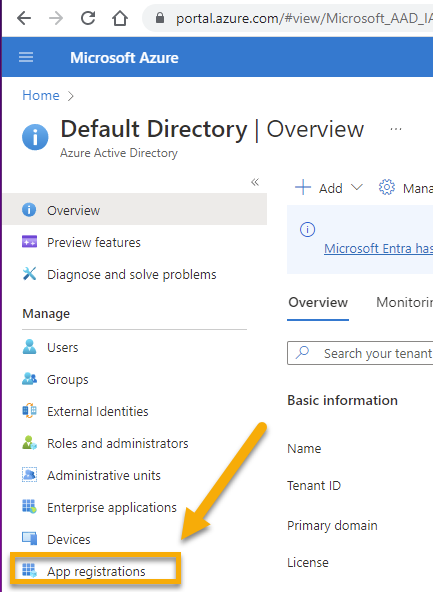 portal.azure.com/#view/Microsoft_AAD_IA
Microsoft Azure
Home
Default Directory | Overview ...
Azure Active Directory
«
Overview
Preview features
Diagnose and solve problems
Manage
Users
Groups
External Identities
Roles and administrators
Administrative units
Enterprise applications
Devices
App registrations
Add
Mana
Microsoft Entra has
Overview
Monitorin
Search your tenant
Basic information
Name
Tenant ID
Primary domain
License